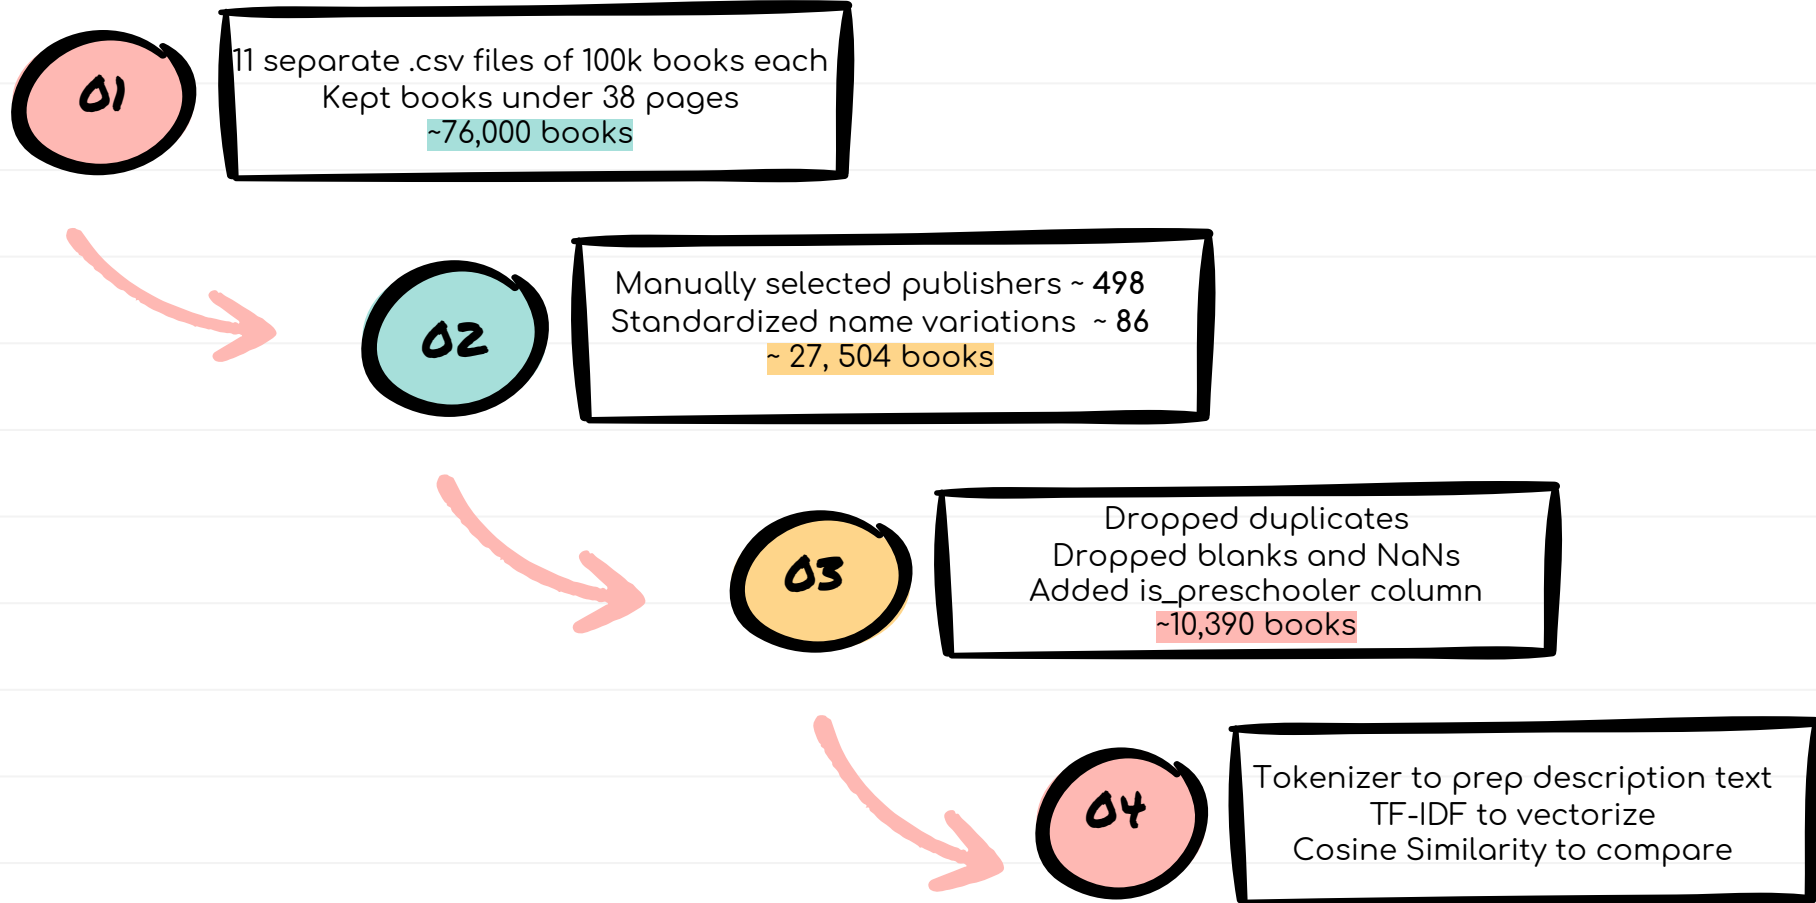 01
11 separate .csv files of 100k books each
Kept books under 38 pages
~76,000 books
02
Manually selected publishers ~ 498
Standardized name variations ~ 86
~ 27, 504 books
03
Dropped duplicates
Dropped blanks and NaNs
Added is_preschooler column
~10,390 books
04
Tokenizer to prep description text
TF-IDF to vectorize
Cosine Similarity to compare